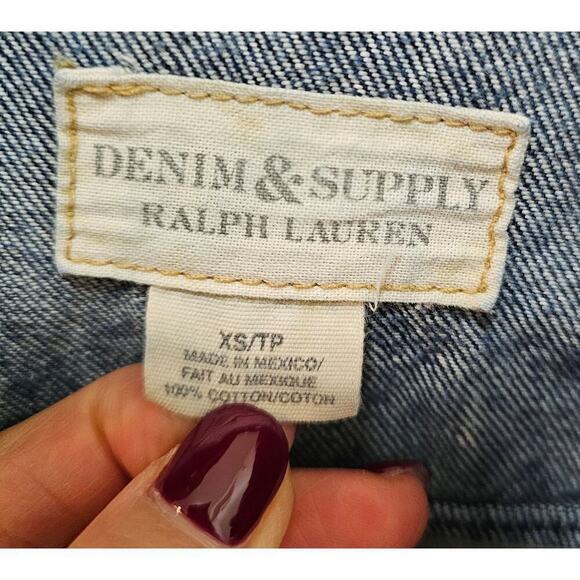 DENIM & SUPPLY
RALPH LAUREN
XS/TP
MADE IN MEXICO/
FAIT AU MEXIQUE
100% COTTON/COTON